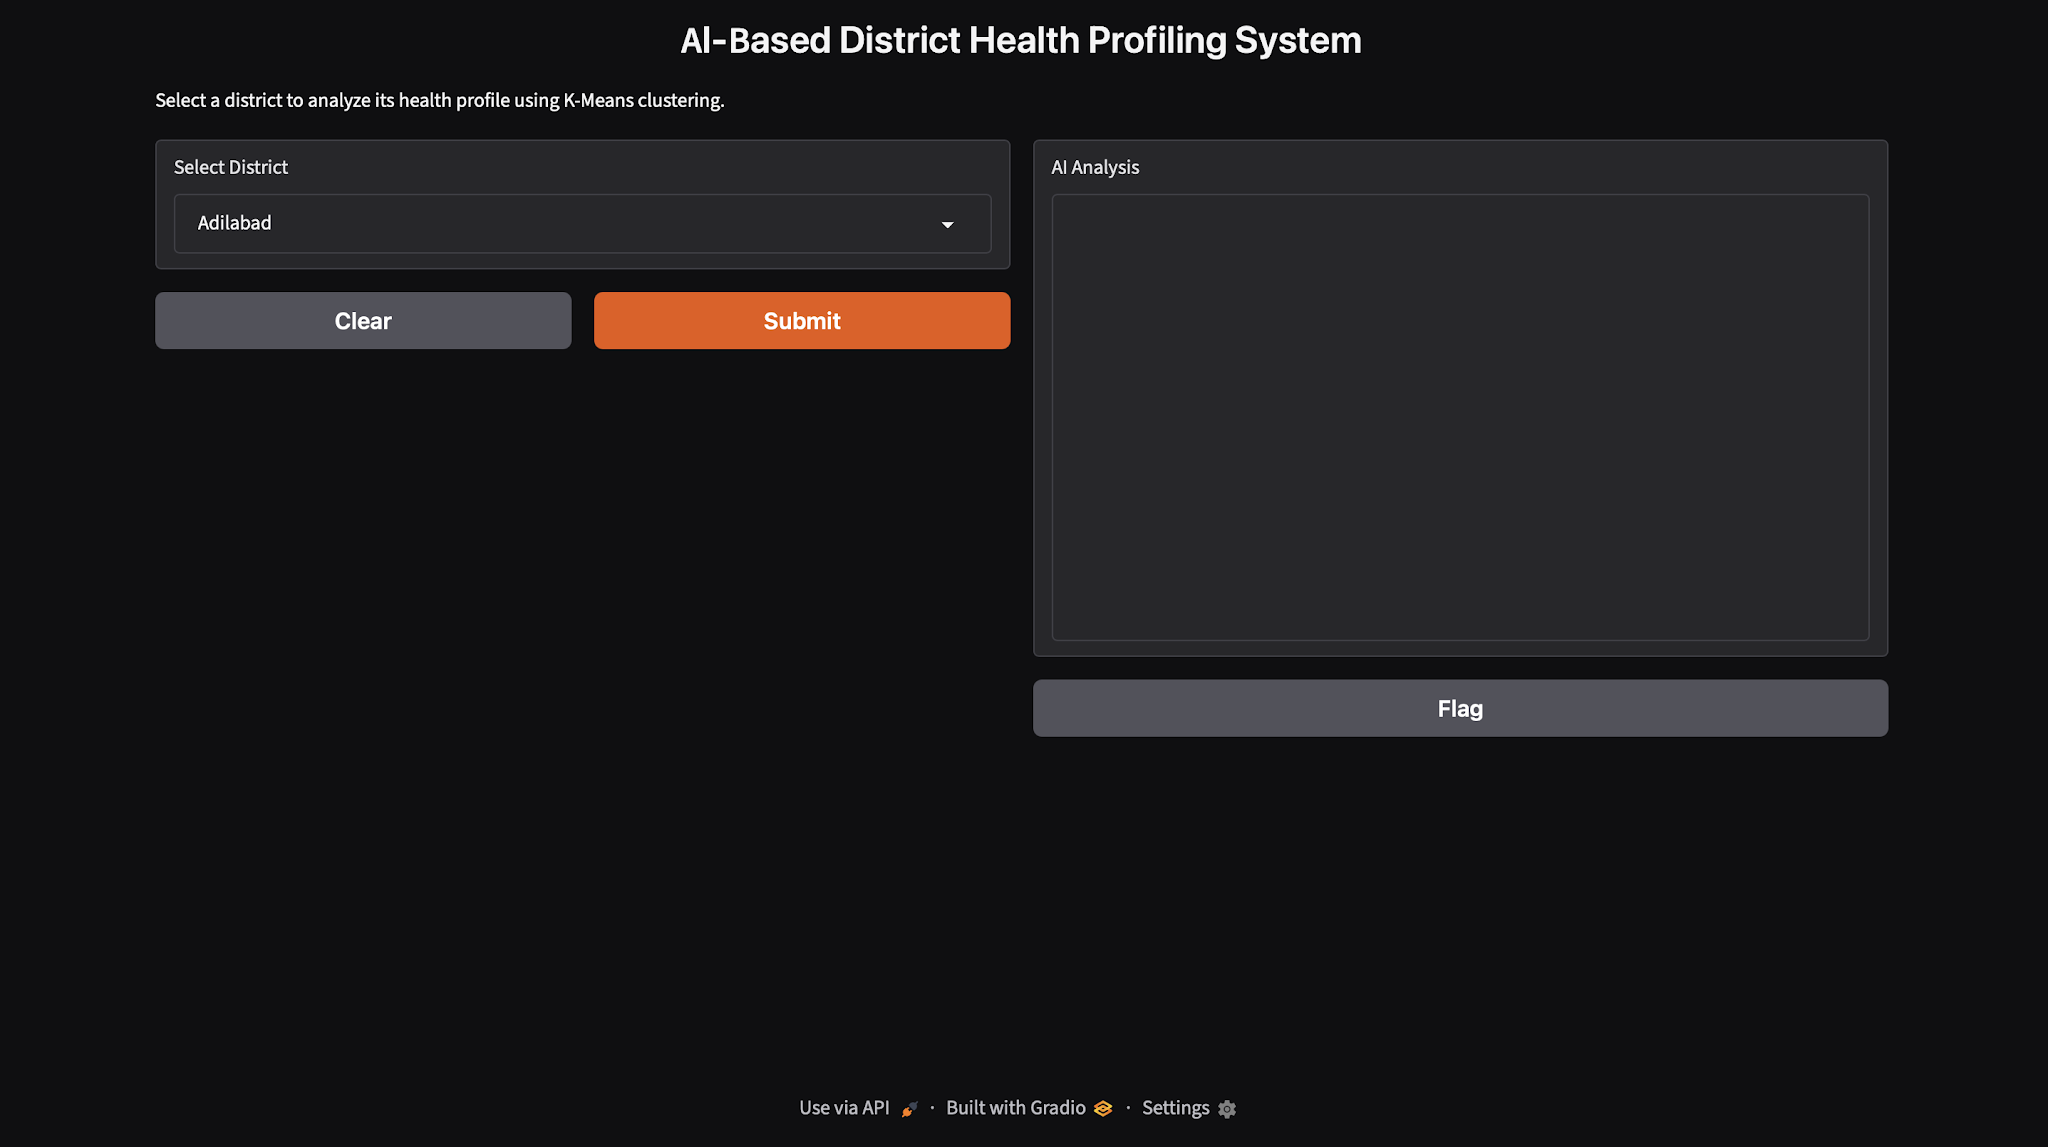 AI-Based District Health Profiling System
Select a district to analyze its health profile using K-Means clustering.
Select District
Adilabad
Clear
Submit
AI Analysis
Flag
Use via API · Built with Gradio · Settings